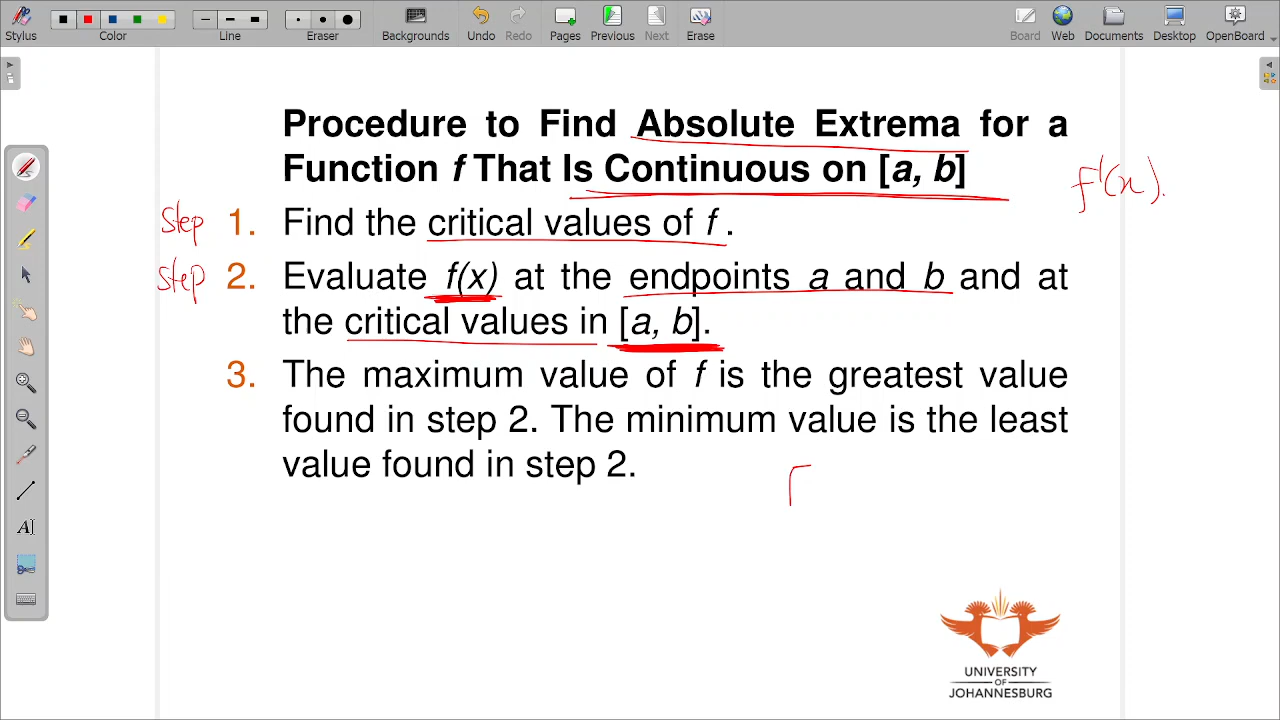 Stylus Color Line Eraser Backgrounds Undo Redo Pages Previous Next Erase Board Web Documents Desktop OpenBoard
Procedure to Find Absolute Extrema for a
Function f That Is Continuous on [a, b]
f'(x).
Step 1. Find the critical values of f .
Step 2. Evaluate f(x) at the endpoints a and b and at
the critical values in [a, b].
3. The maximum value of f is the greatest value
found in step 2. The minimum value is the least
value found in step 2.
[
AI
UNIVERSITY
OF
JOHANNESBURG